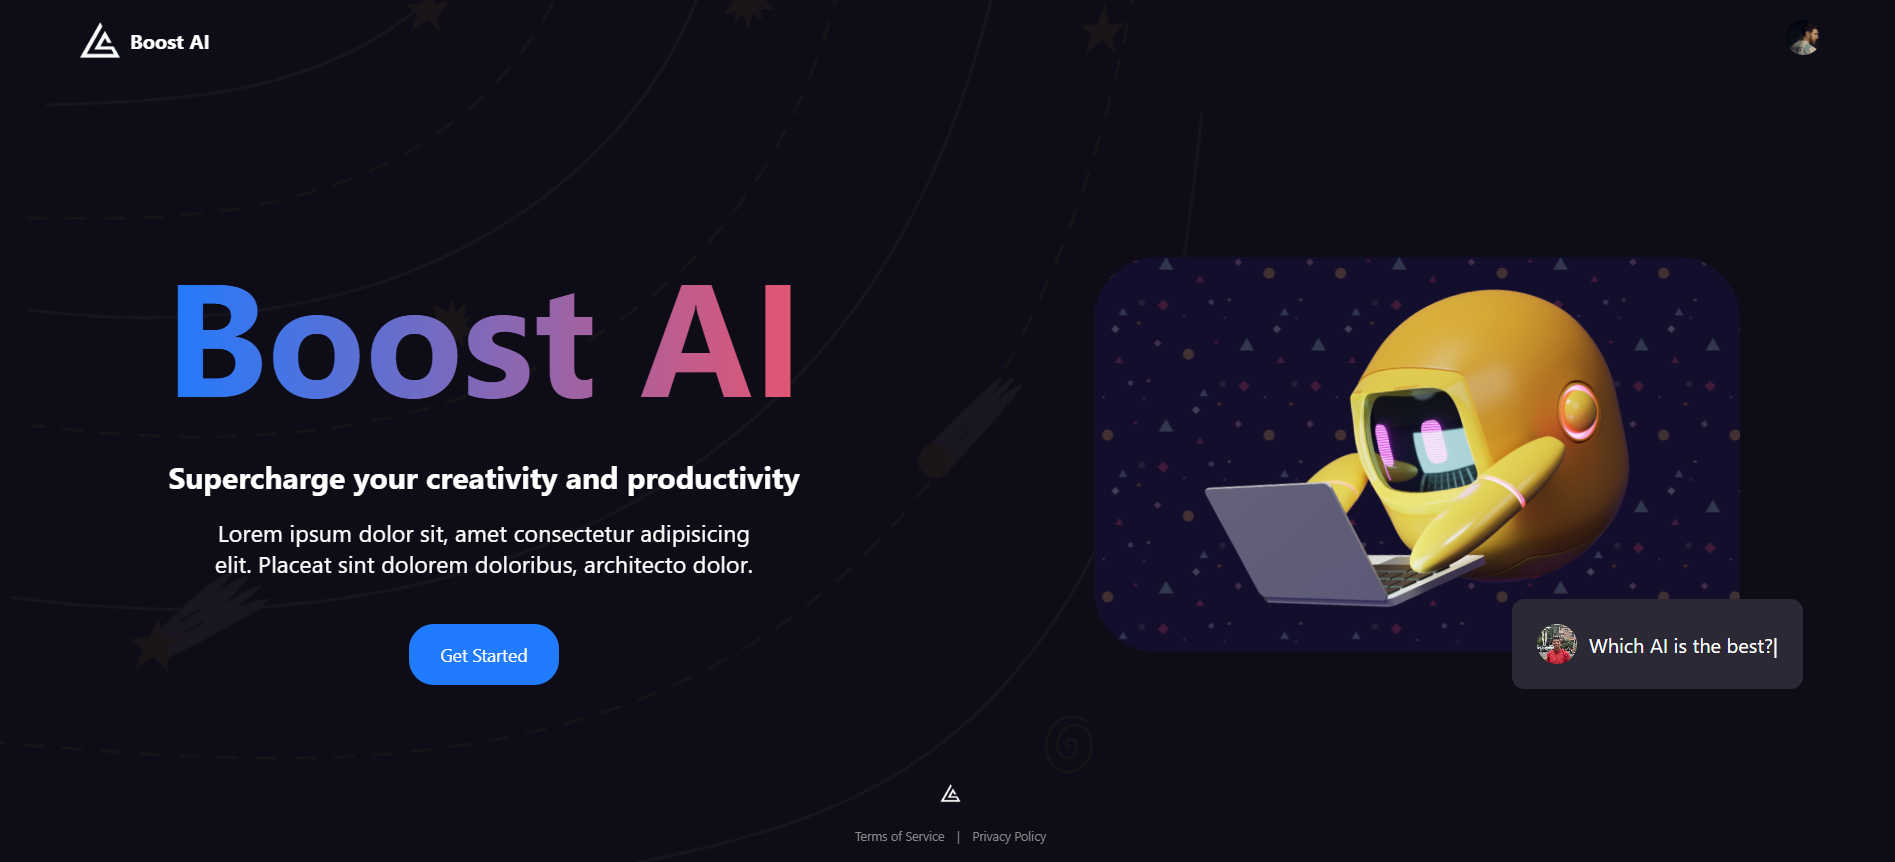 Boost AI
Boost AI
Supercharge your creativity and productivity
Lorem ipsum dolor sit, amet consectetur adipisicing
elit. Placeat sint dolorem doloribus, architecto dolor.
Get Started
Which AI is the best?|
Terms of Service | Privacy Policy